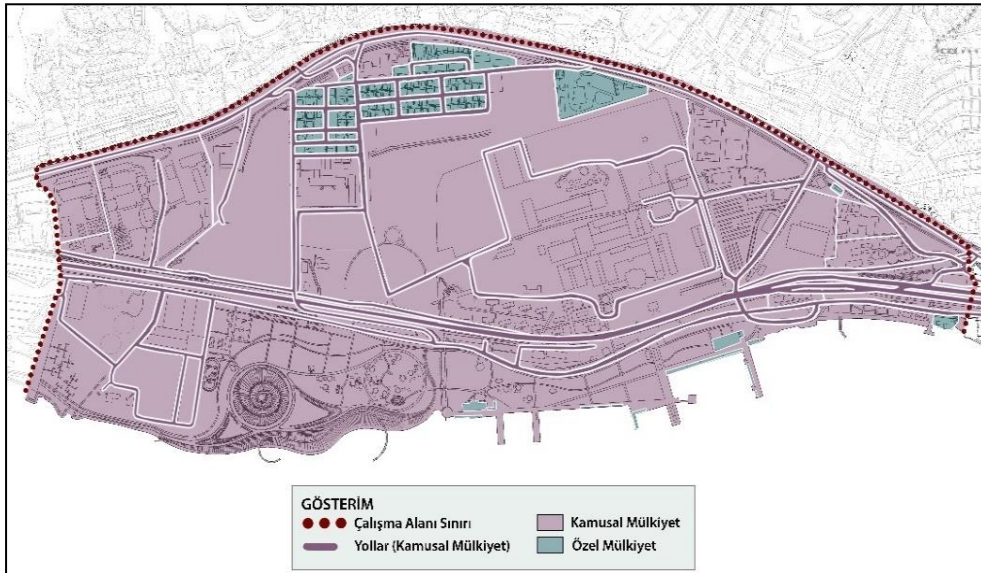 GÖSTERİM
Çalışma Alanı Sınırı
Yollar (Kamusal Mülkiyet)
Kamusal Mülkiyet
Özel Mülkiyet